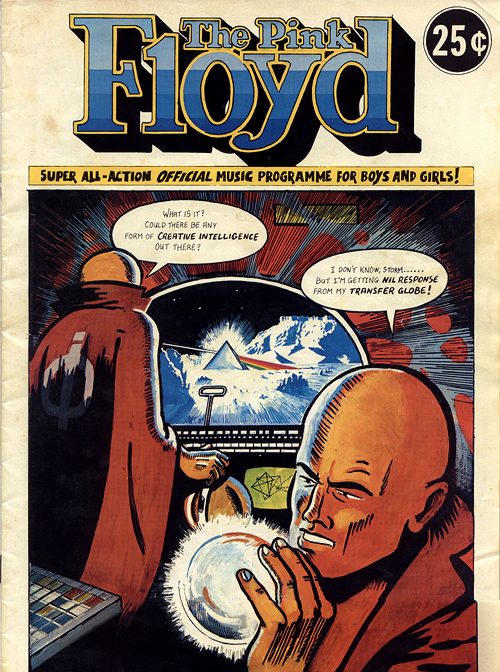 The Pink
Floyd
25¢
SUPER ALL-ACTION OFFICIAL MUSIC PROGRAMME FOR BOYS AND GIRLS!
WHAT IS IT?
COULD THERE BE ANY
FORM OF CREATIVE INTELLIGENCE
OUT THERE?
I DON'T KNOW, STORM......
BUT I'M GETTING NIL RESPONSE
FROM MY TRANSFER GLOBE!